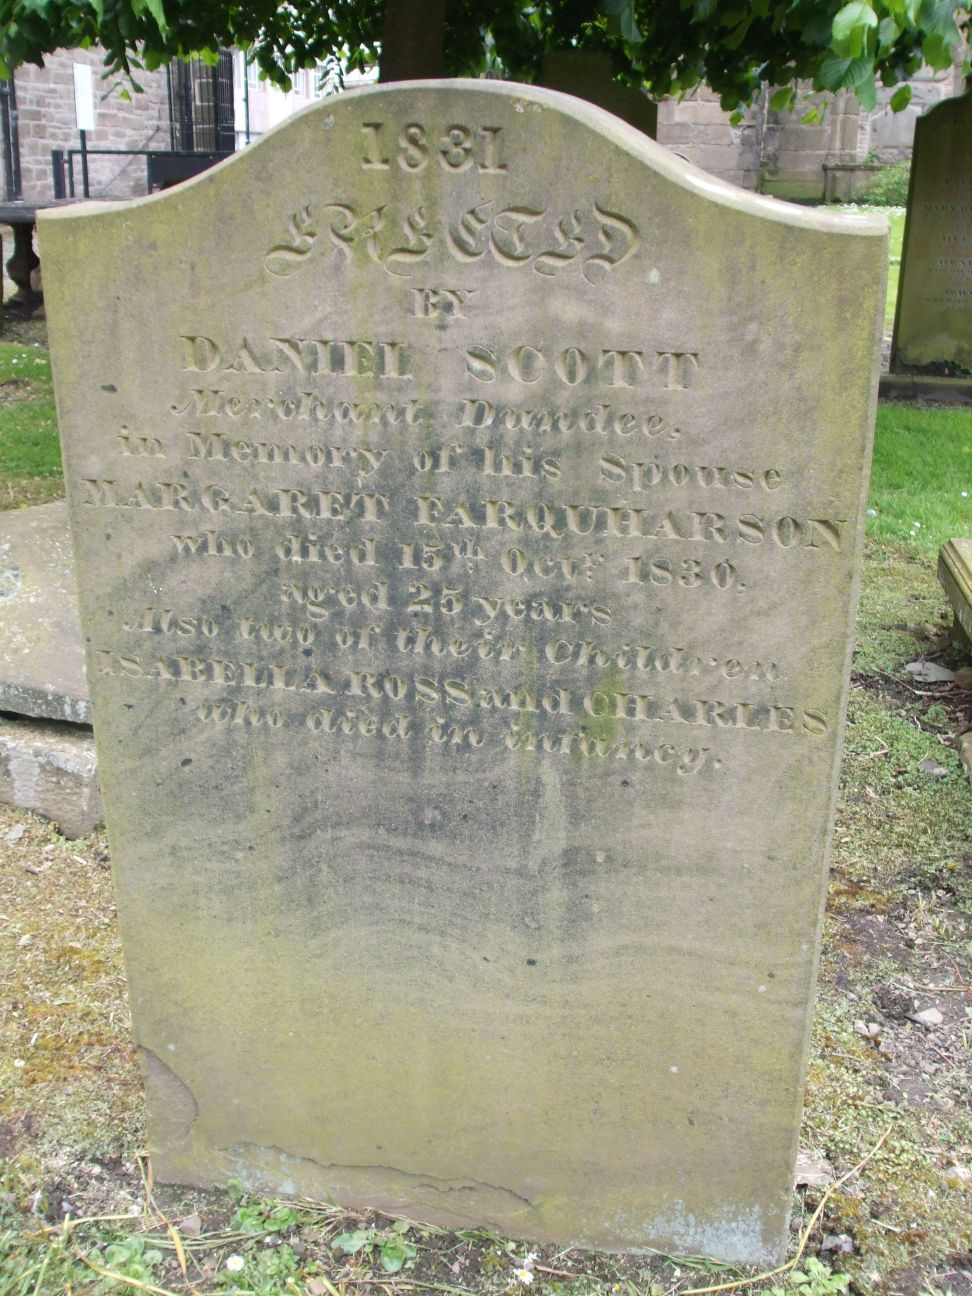 1831
ERECTED
BY
DANIEL SCOTT
Merchant Dundee,
in Memory of his Spouse
MARGARET FARQUHARSON
who died 15th Octr. 1830.
aged 25 years
Also two of their Children
ISABELLA ROSS and CHARLES
who died in infancy.